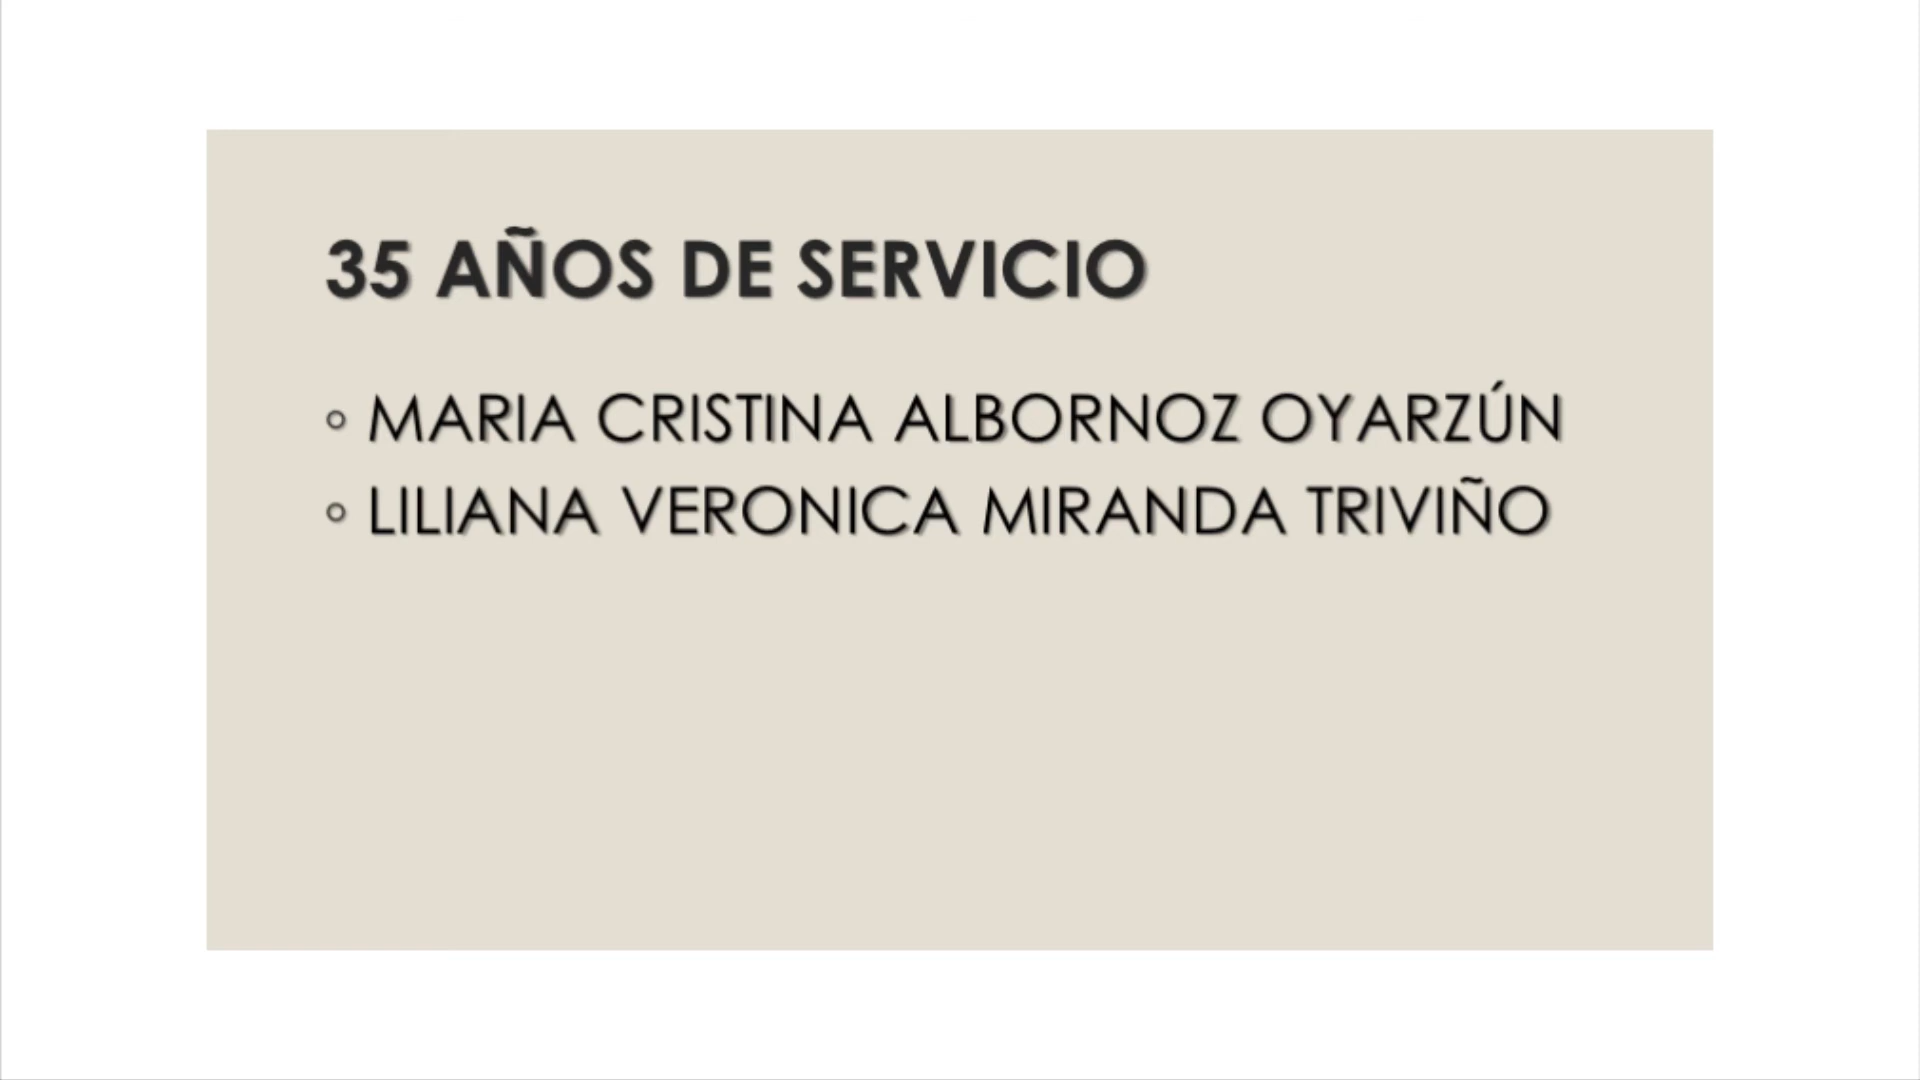 35 AÑOS DE SERVICIO
◦ MARIA CRISTINA ALBORNOZ OYARZÚN
◦ LILIANA VERONICA MIRANDA TRIVIÑO